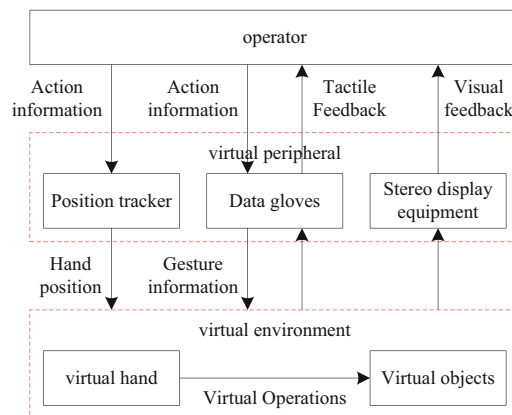 operator
Action
information
Action
information
Tactile
Feedback
Visual
feedback
virtual peripheral
Position tracker
Data gloves
Stereo display
equipment
Hand
position
Gesture
information
virtual environment
virtual hand
Virtual Operations
Virtual objects